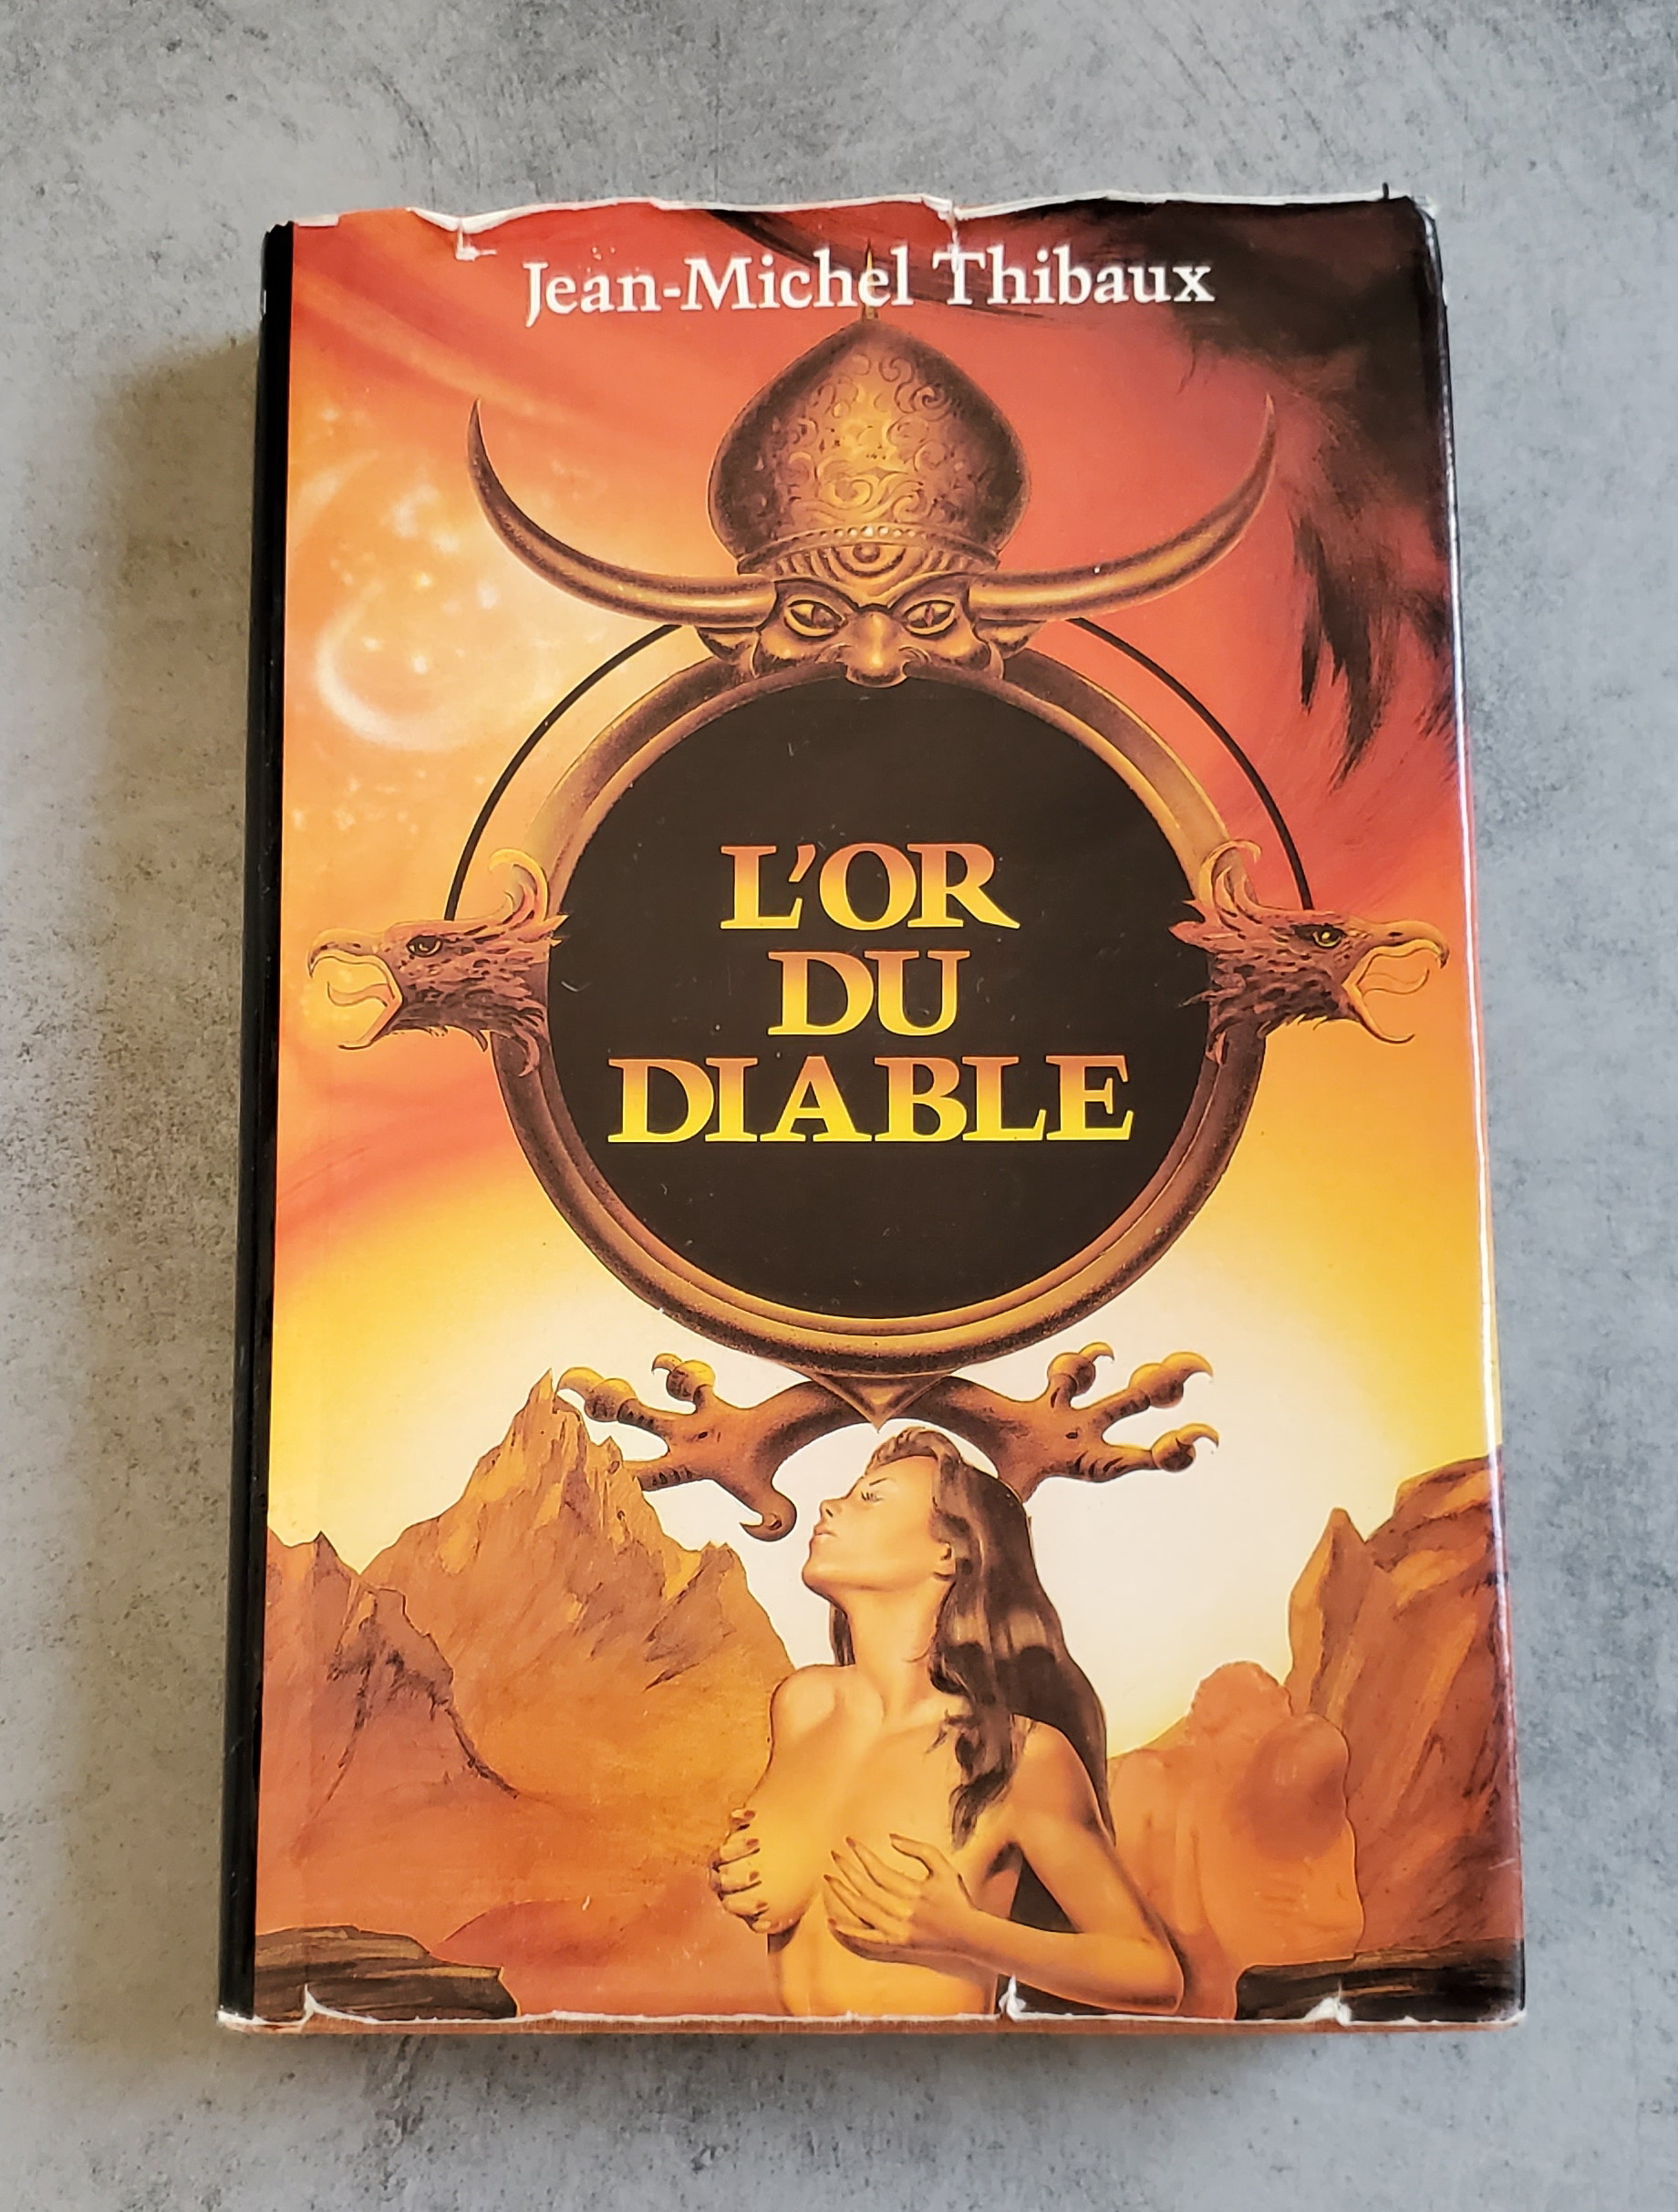 Jean-Michel Thibaux
L'OR
DU
DIABLE